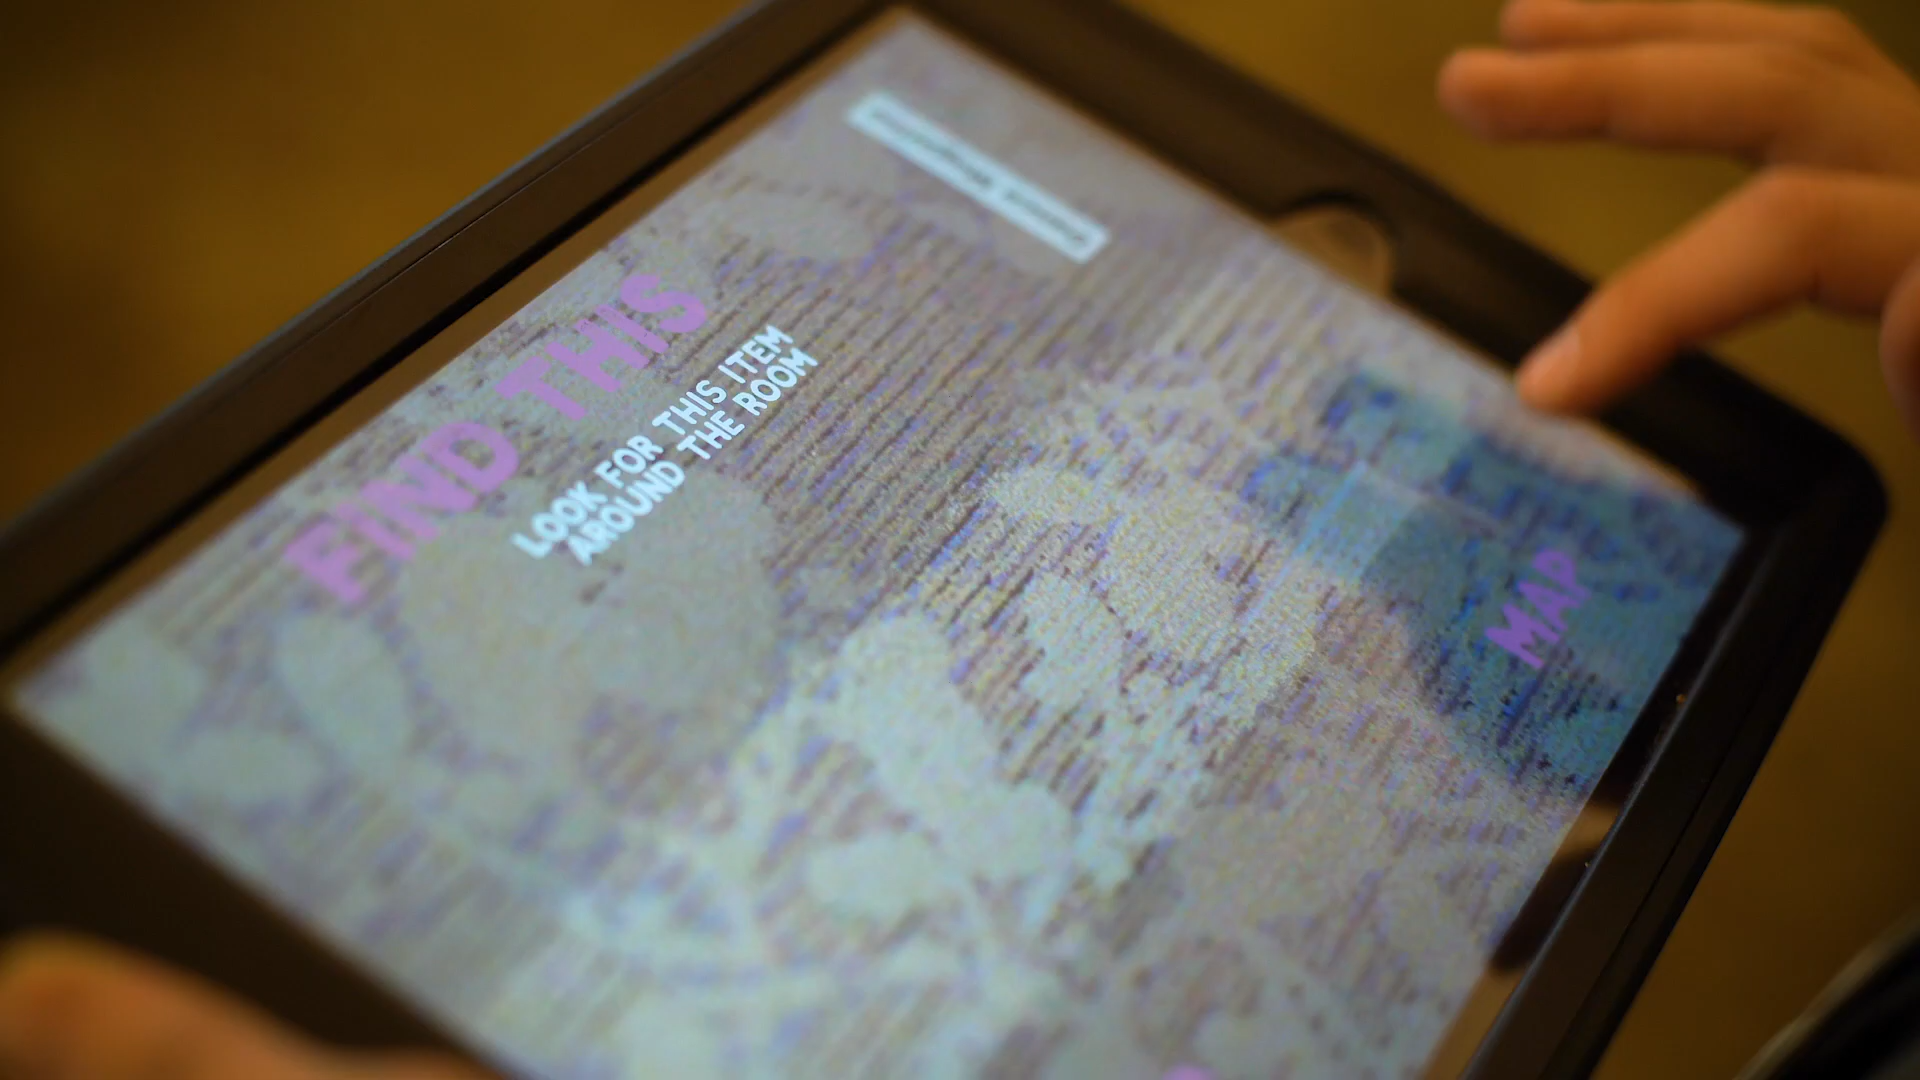 FIND THIS
LOOK FOR THIS ITEM
AROUND THE ROOM
MAP